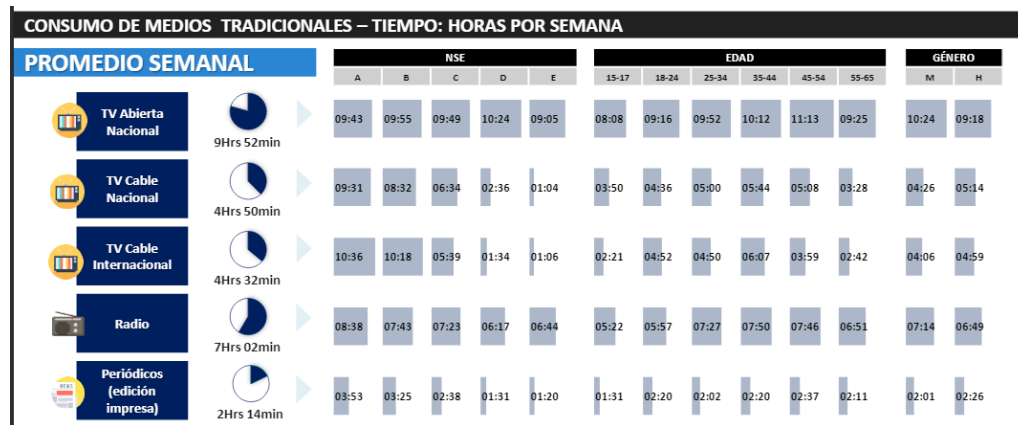 CONSUMO DE MEDIOS TRADICIONALES – TIEMPO: HORAS POR SEMANA
PROMEDIO SEMANAL
NSE EDAD GÉNERO
A B C D E 15-17 18-24 25-34 35-44 45-54 55-65 M H
TV Abierta
Nacional
9Hrs 52min
09:43 09:55 09:49 10:24 09:05 08:08 09:16 09:52 10:12 11:13 09:25 10:24 09:18
TV Cable
Nacional
4Hrs 50min
09:31 08:32 06:34 02:36 01:04 03:50 04:36 05:00 05:44 05:08 03:28 04:26 05:14
TV Cable
Internacional
4Hrs 32min
10:36 10:18 05:39 01:34 01:06 02:21 04:52 04:50 06:07 03:59 02:42 04:06 04:59
Radio
7Hrs 02min
08:38 07:43 07:23 06:17 06:44 05:22 05:57 07:27 07:50 07:46 06:51 07:14 06:49
NEWS
Periódicos
(edición
impresa)
2Hrs 14min
03:53 03:25 02:38 01:31 01:20 01:31 02:20 02:02 02:20 02:37 02:11 02:01 02:26